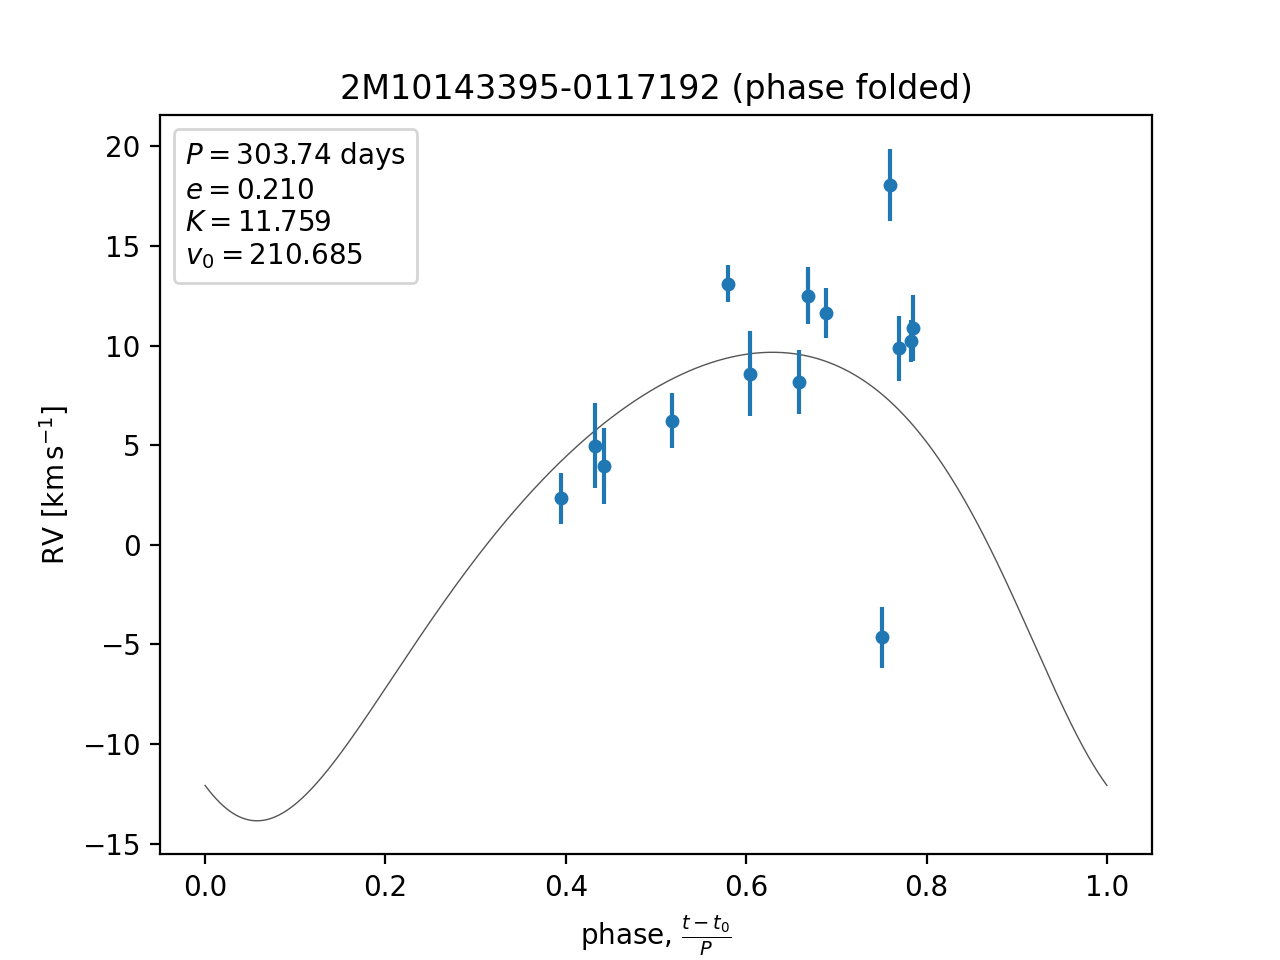 2M10143395-0117192 (phase folded)
P = 303.74 days
e = 0.210
K = 11.759
v₀ = 210.685
20
15
10
5
0
−5
−10
−15
RV [km s⁻¹]
0.0 0.2 0.4 0.6 0.8 1.0
phase, (t − t₀)/P